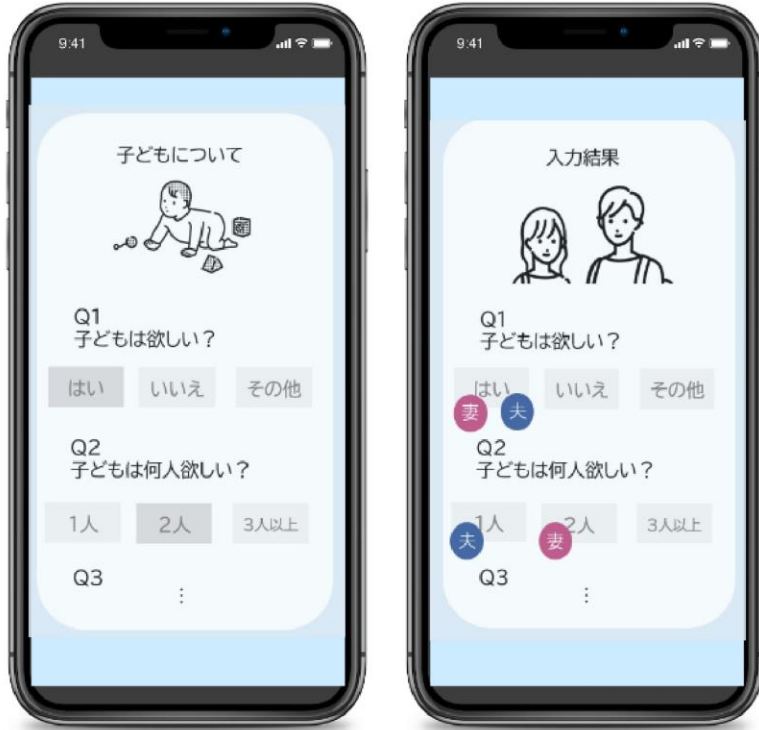 9:41
子どもについて
Q1
子どもは欲しい？
はい いいえ その他
Q2
子どもは何人欲しい？
1人 2人 3人以上
Q3
⋮
9:41
入力結果
Q1
子どもは欲しい？
はい いいえ その他
妻 夫
Q2
子どもは何人欲しい？
1人 2人 3人以上
夫 妻
Q3
⋮